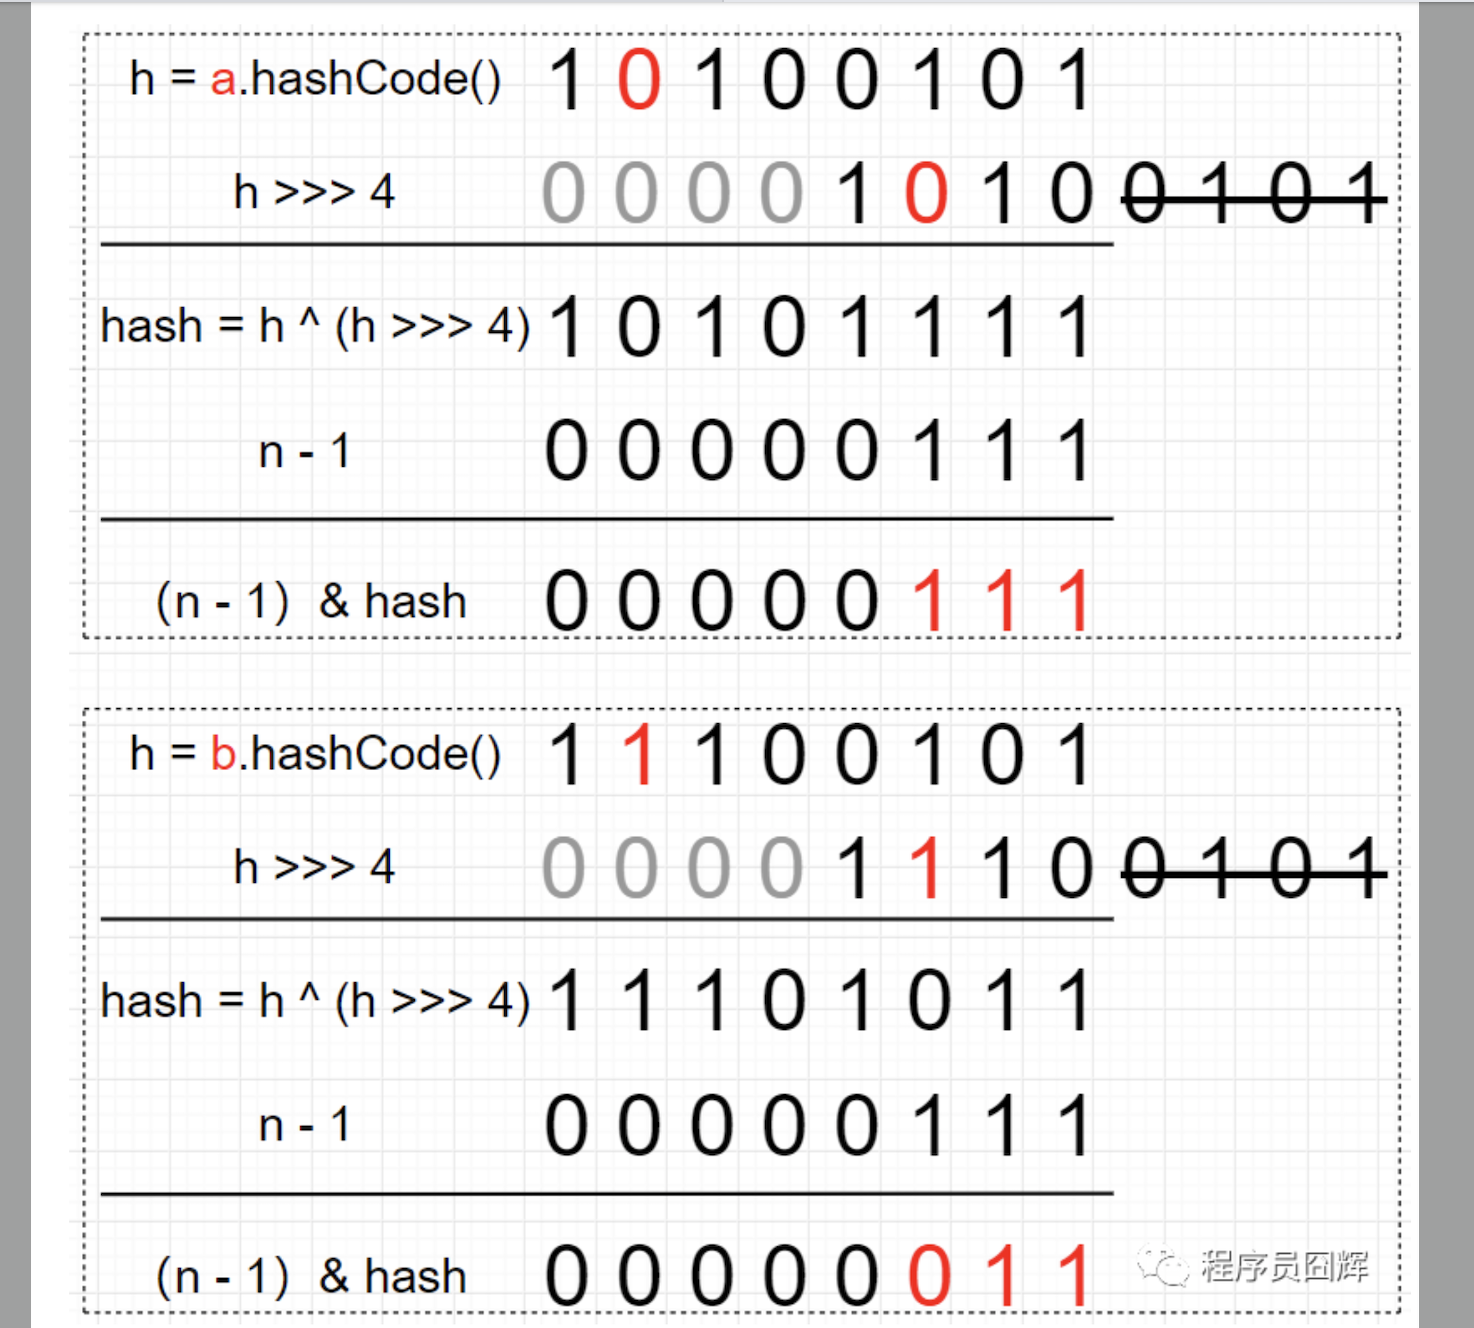 h = a.hashCode() 1 0 1 0 0 1 0 1
h >>> 4 0 0 0 0 1 0 1 0 0 1 0 1
hash = h ^ (h >>> 4) 1 0 1 0 1 1 1 1
n - 1 0 0 0 0 0 1 1 1
(n - 1) & hash 0 0 0 0 0 1 1 1
h = b.hashCode() 1 1 1 0 0 1 0 1
h >>> 4 0 0 0 0 1 1 1 0 0 1 0 1
hash = h ^ (h >>> 4) 1 1 1 0 1 0 1 1
n - 1 0 0 0 0 0 1 1 1
(n - 1) & hash 0 0 0 0 0 0 1 1
程序员囧辉